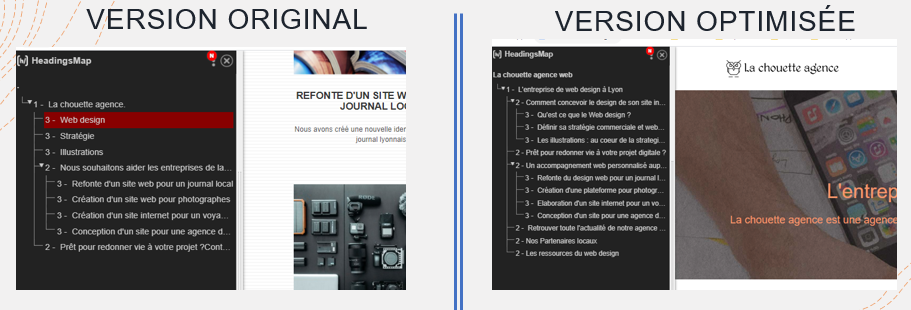 VERSION ORIGINAL
HeadingsMap
-
1 - La chouette agence.
3 - Web design
3 - Stratégie
3 - Illustrations
2 - Nous souhaitons aider les entreprises de la...
3 - Refonte d'un site web pour un journal local
3 - Création d'un site web pour photographes
3 - Création d'un site internet pour un voya...
3 - Conception d'un site pour une agence d...
2 - Prêt pour redonner vie à votre projet ?Cont...
REFONTE D'UN SITE W
JOURNAL LOC
Nous avons créé une nouvelle iden
journal lyonnais
VERSION OPTIMISÉE
HeadingsMap
La chouette agence web
1 - L'entreprise de web design à Lyon
2 - Comment concevoir le design de son site in...
3 - Qu'est ce que le Web design ?
3 - Définir sa stratégie commerciale et web...
3 - Les illustrations : au coeur de la strategi...
2 - Prêt pour redonner vie à votre projet digitale ?
2 - Un accompagnement web personnalisé aup...
3 - Refonte du design web pour un journal l...
3 - Création d'une plateforme pour photogr...
3 - Elaboration d'un site internet pour un vo...
3 - Conception d'un site pour une agence d...
2 - Retrouver toute l'actualité de notre agence ...
2 - Nos Partenaires locaux
2 - Les ressources du web design
La chouette agence
L'entrep
La chouette agence est une agence